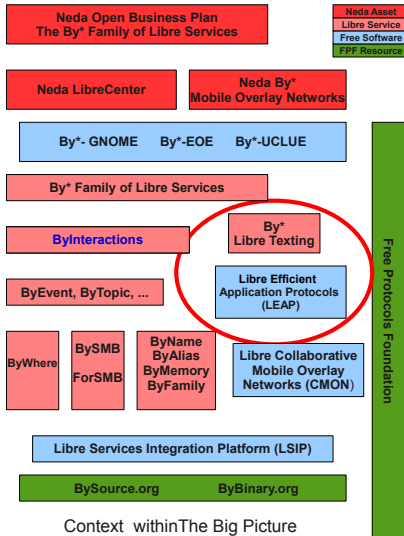 Neda Open Business Plan
The By* Family of Libre Services
Neda Asset
Libre Service
Free Software
FPF Resource
Neda LibreCenter
Neda By*
Mobile Overlay Networks
By*- GNOME By*-EOE By*-UCLUE
By* Family of Libre Services
ByInteractions
By*
Libre Texting
ByEvent, ByTopic, ...
Libre Efficient
Application Protocols
(LEAP)
ByWhere
BySMB
ForSMB
ByName
ByAlias
ByMemory
ByFamily
Libre Collaborative
Mobile Overlay
Networks (CMON)
Free Protocols Foundation
Libre Services Integration Platform (LSIP)
BySource.org ByBinary.org
Context withinThe Big Picture